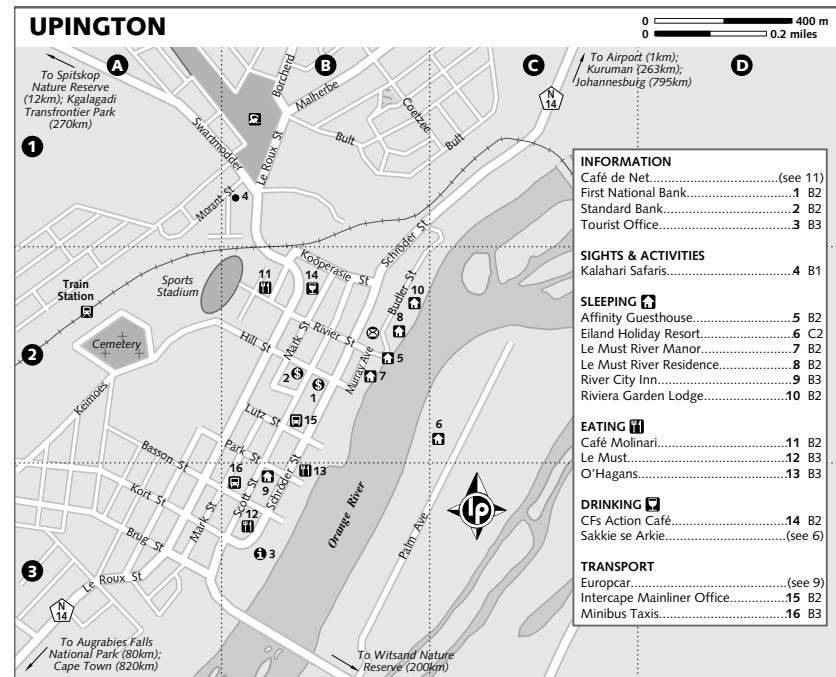 UPINGTON
0 400 m
0 0.2 miles
A
B
C
D
To Spitskop
Nature Reserve
(12km); Kgalagadi
Transfrontier Park
(270km)
To Airport (1km);
Kuruman (263km);
Johannesburg (795km)
N
14
Borcherd
Malherbe
Coetzee
Bult
Bult
Swartmodder
Le Roux St
1
Morant St
4
Schröder St
Koöperasie St
Train
Station
Sports
Stadium
11
14
Budler St
10
8
Rivier St
Mark St
Hill St
Murray Ave
5
7
2
Cemetery
2
1
Keimoes
Lutz St
15
6
Park St
Basson St
16
13
Kort St
9
Scott St
Schröder St
12
Mark St
Brug St
3
Orange River
Palm Ave
lp
3
Le Roux St
N
14
To Augrabies Falls
National Park (80km);
Cape Town (820km)
To Witsand Nature
Reserve (200km)
INFORMATION
Café de Net..............................(see 11)
First National Bank..............................1 B2
Standard Bank..............................2 B2
Tourist Office..............................3 B3
SIGHTS & ACTIVITIES
Kalahari Safaris..............................4 B1
SLEEPING
Affinity Guesthouse..............................5 B2
Eiland Holiday Resort..............................6 C2
Le Must River Manor..............................7 B2
Le Must River Residence..............................8 B2
River City Inn..............................9 B3
Riviera Garden Lodge..............................10 B2
EATING
Café Molinari..............................11 B2
Le Must..............................12 B3
O'Hagans..............................13 B3
DRINKING
CFs Action Café..............................14 B2
Sakkie se Arkie..............................(see 6)
TRANSPORT
Europcar..............................(see 9)
Intercape Mainliner Office..............................15 B2
Minibus Taxis..............................16 B3